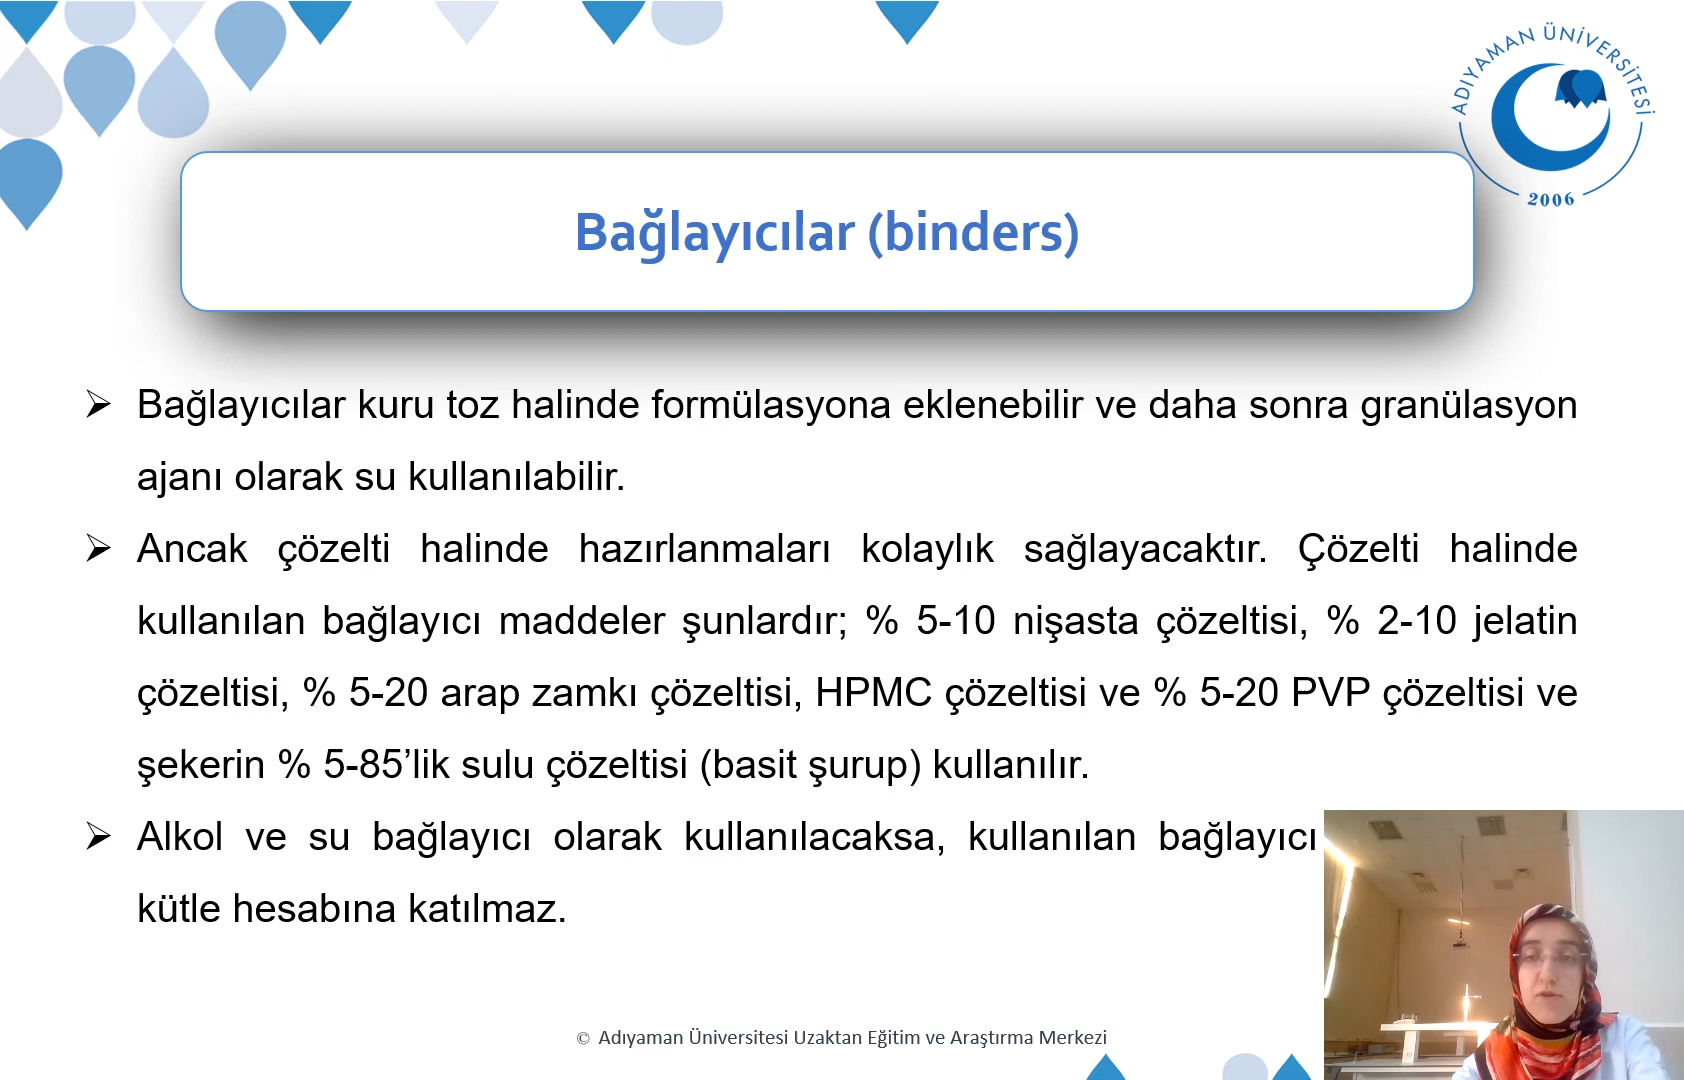 ADIYAMAN ÜNİVERSİTESİ
2006
Bağlayıcılar (binders)
➢ Bağlayıcılar kuru toz halinde formülasyona eklenebilir ve daha sonra granülasyon
ajanı olarak su kullanılabilir.
➢ Ancak çözelti halinde hazırlanmaları kolaylık sağlayacaktır. Çözelti halinde
kullanılan bağlayıcı maddeler şunlardır; % 5-10 nişasta çözeltisi, % 2-10 jelatin
çözeltisi, % 5-20 arap zamkı çözeltisi, HPMC çözeltisi ve % 5-20 PVP çözeltisi ve
şekerin % 5-85’lik sulu çözeltisi (basit şurup) kullanılır.
➢ Alkol ve su bağlayıcı olarak kullanılacaksa, kullanılan bağlayıcı
kütle hesabına katılmaz.
© Adıyaman Üniversitesi Uzaktan Eğitim ve Araştırma Merkezi